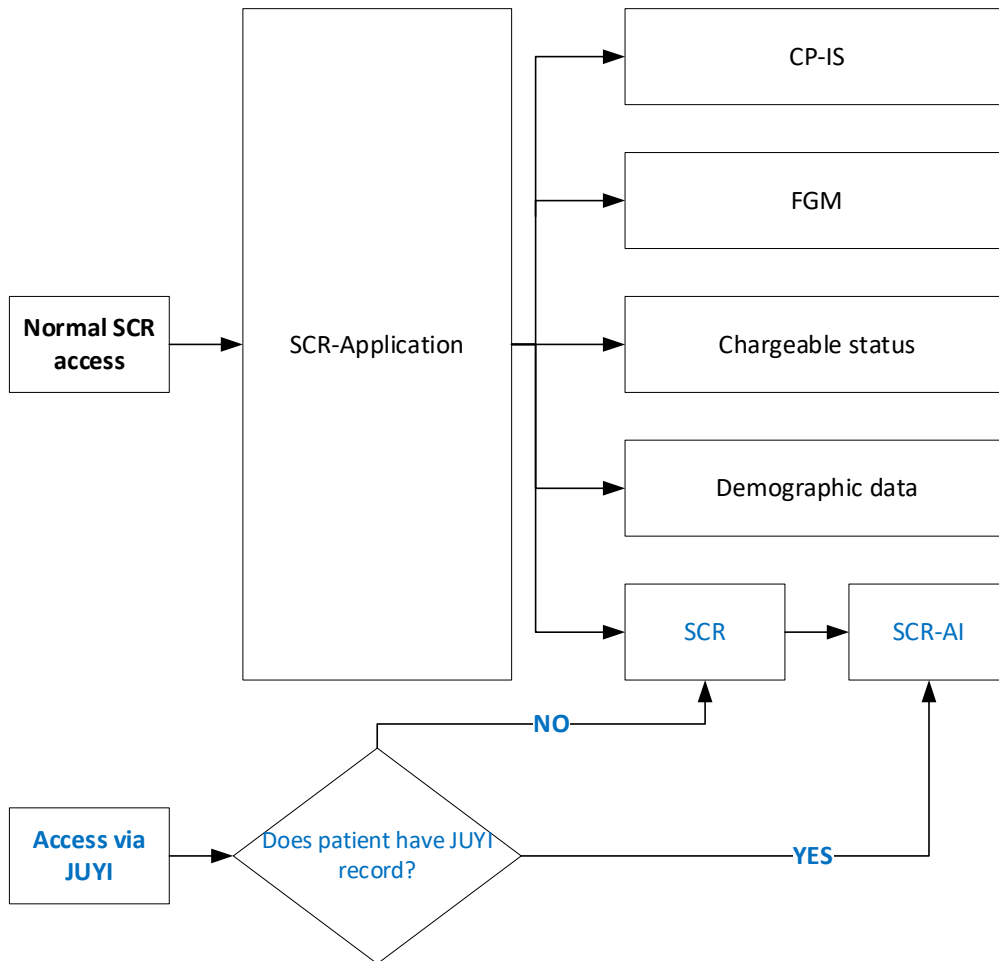 CP-IS
FGM
Normal SCR
access
SCR-Application
Chargeable status
Demographic data
SCR
SCR-AI
NO
Access via
JUYI
Does patient have JUYI
record?
YES